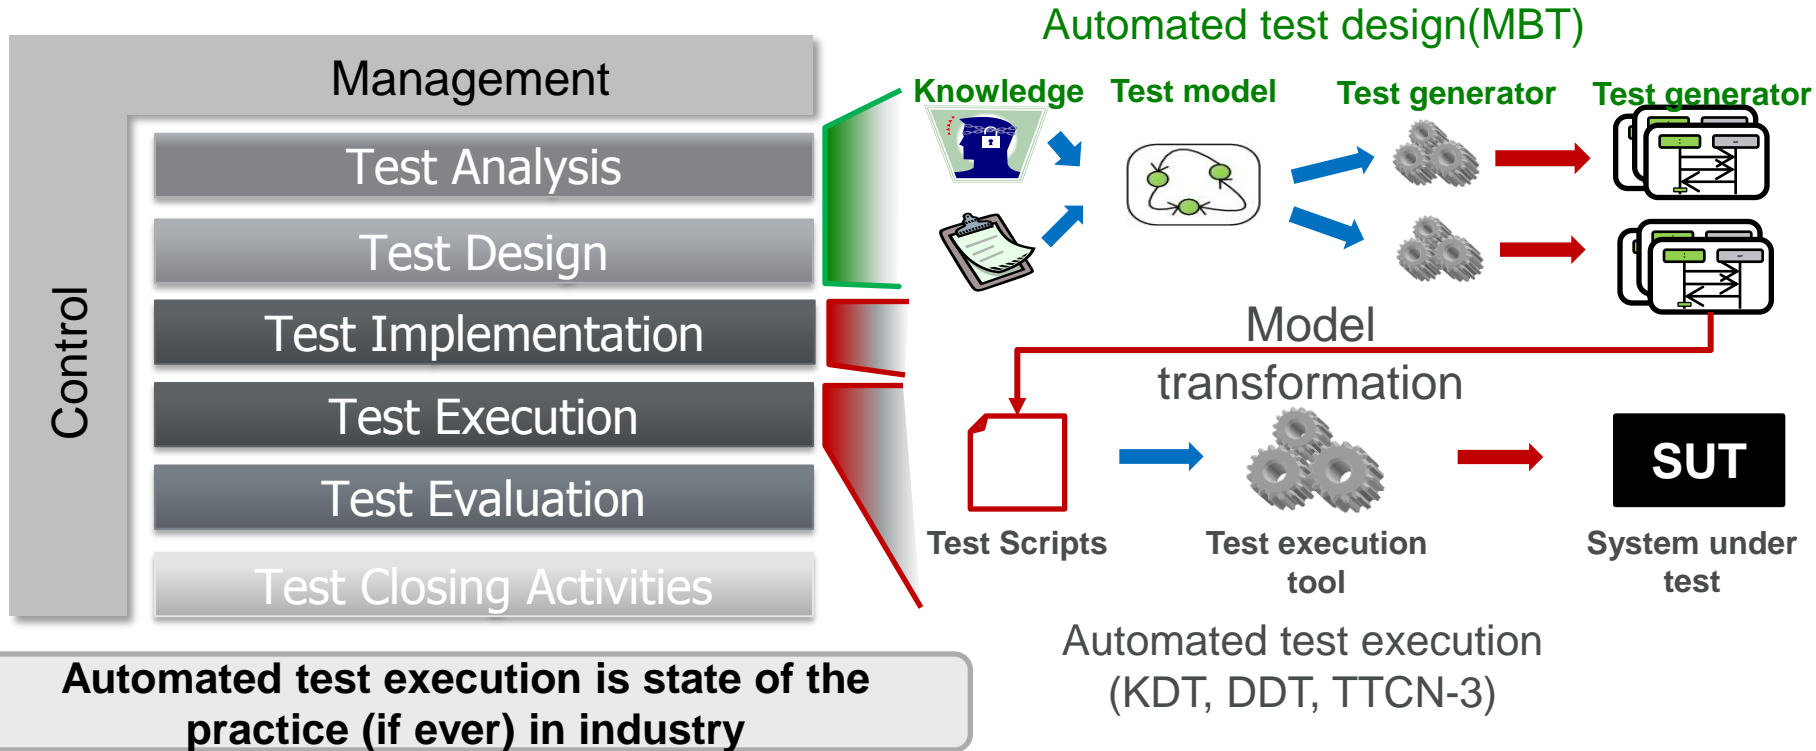 Automated test design(MBT)
Management
Control
Test Analysis
Test Design
Test Implementation
Test Execution
Test Evaluation
Test Closing Activities
Knowledge
Test model
Test generator
Test generator
Model
transformation
SUT
Test Scripts
Test execution
tool
System under
test
Automated test execution
(KDT, DDT, TTCN-3)
Automated test execution is state of the
practice (if ever) in industry